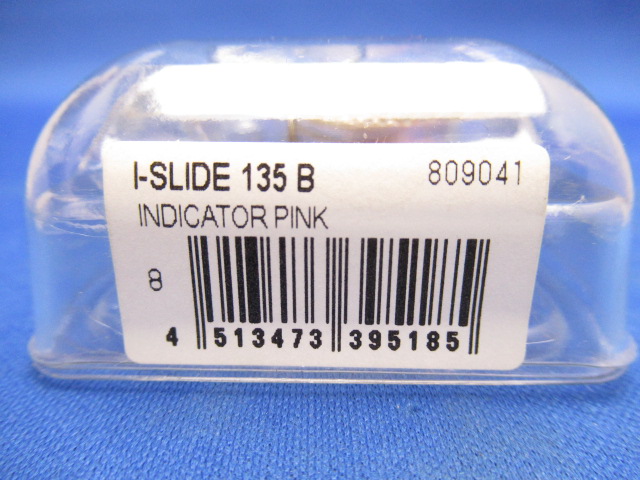 I-SLIDE 135 B 809041
INDICATOR PINK
8
4 513473 395185